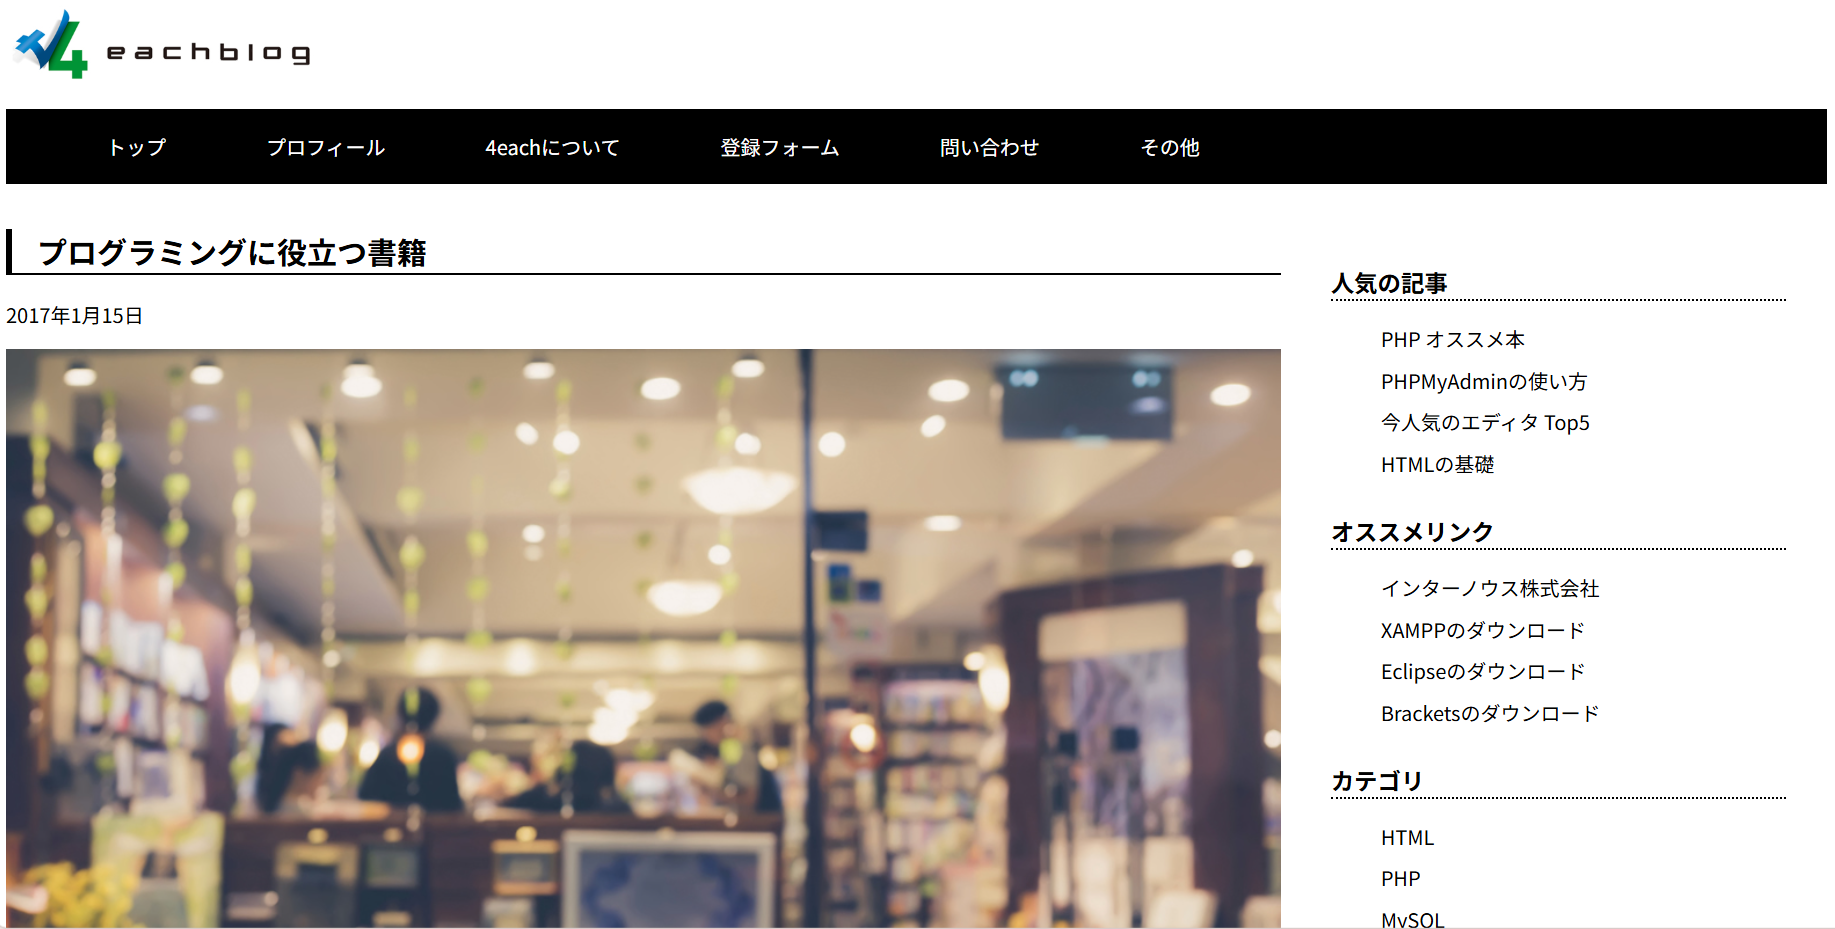 4eachblog
トップ プロフィール 4eachについて 登録フォーム 問い合わせ その他
プログラミングに役立つ書籍
2017年1月15日
人気の記事
PHP オススメ本
PHPMyAdminの使い方
今人気のエディタ Top5
HTMLの基礎
オススメリンク
インターノウス株式会社
XAMPPのダウンロード
Eclipseのダウンロード
Bracketsのダウンロード
カテゴリ
HTML
PHP
MySQL